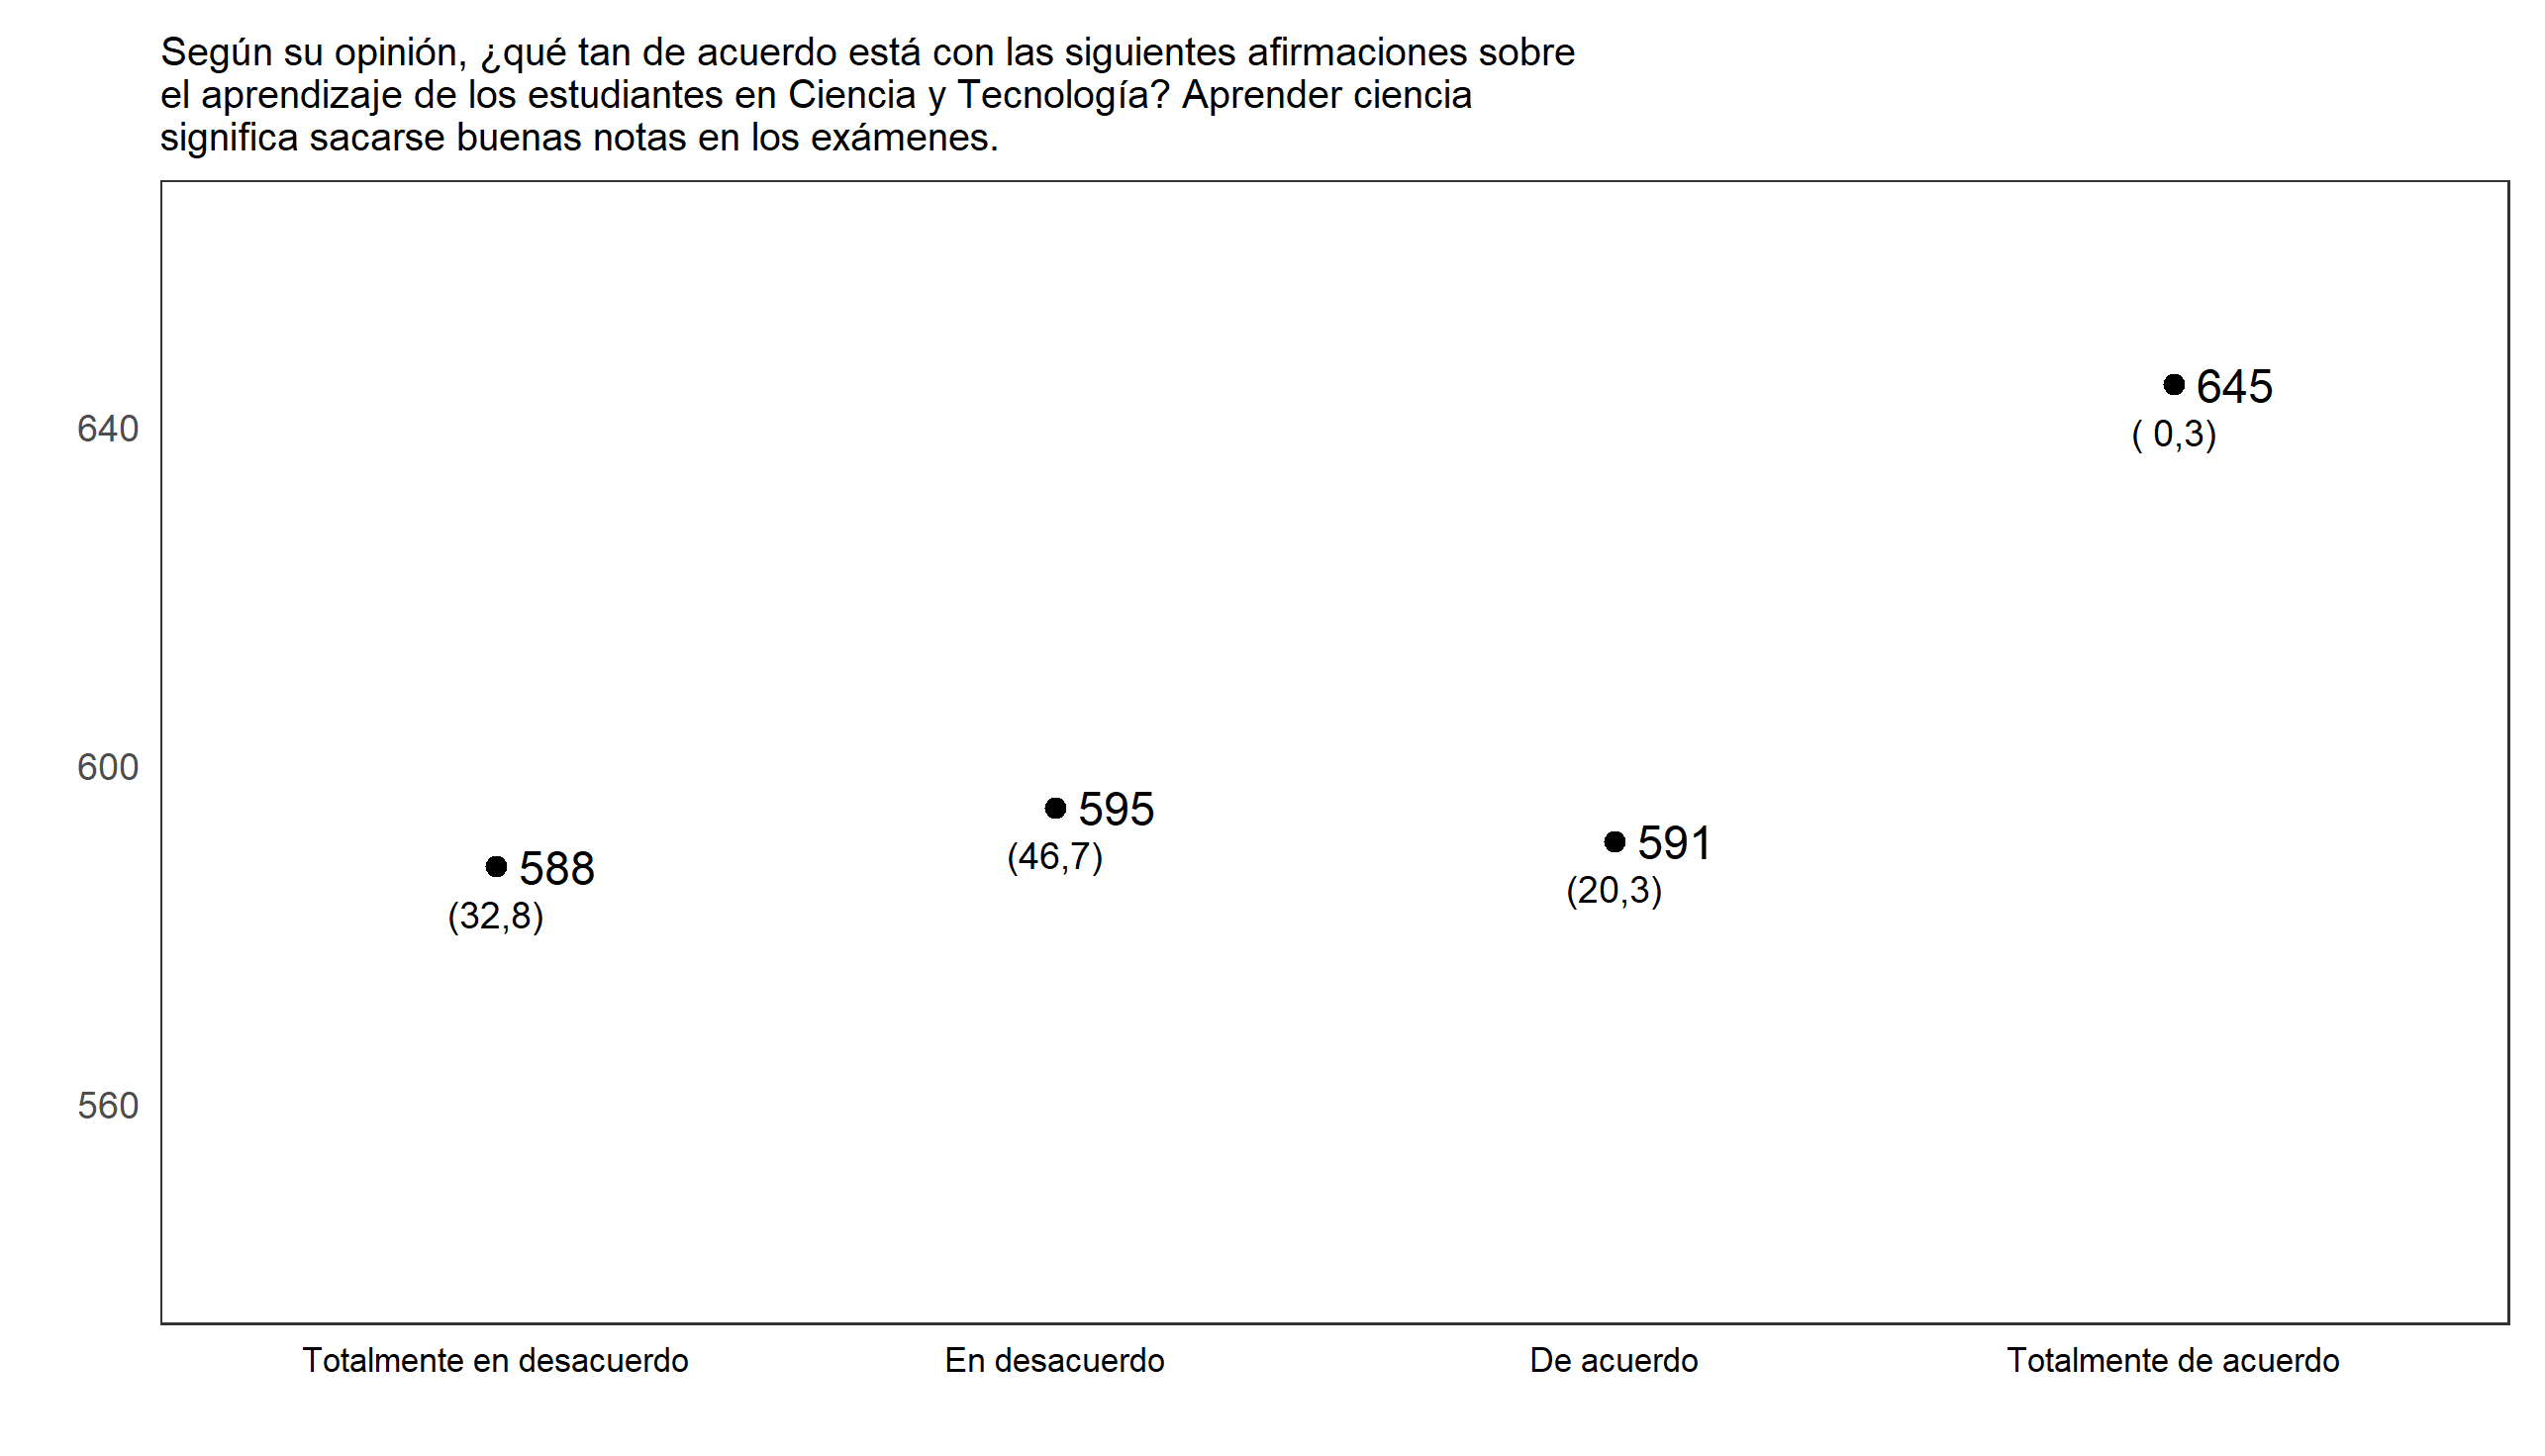 Según su opinión, ¿qué tan de acuerdo está con las siguientes afirmaciones sobre
el aprendizaje de los estudiantes en Ciencia y Tecnología? Aprender ciencia
significa sacarse buenas notas en los exámenes.
645
640
( 0,3)
600
595
(46,7)
591
(20,3)
588
(32,8)
560
Totalmente en desacuerdo
En desacuerdo
De acuerdo
Totalmente de acuerdo